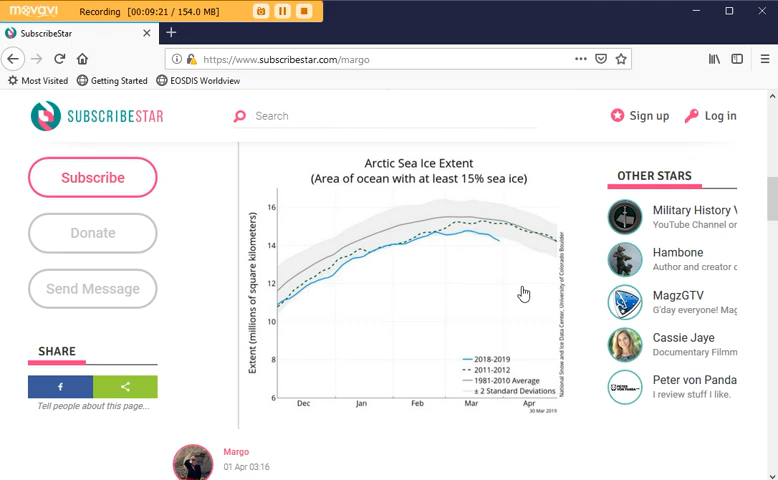 movavi
Recording | 00:09:21 / 154.0 MB |
SubscribeStar
https://www.subscribestar.com/margo
Most Visited Getting Started EOSDIS Worldview
SUBSCRIBESTAR
Search
Sign up Log in
Subscribe
Donate
Send Message
SHARE
Tell people about this page...
Arctic Sea Ice Extent
(Area of ocean with at least 15% sea ice)
Extent (millions of square kilometers)
16
14
12
10
8
6
Dec Jan Feb Mar Apr
2018-2019
2011-2012
1981-2010 Average
± 2 Standard Deviations
30 Mar 2019
National Snow and Ice Data Center, University of Colorado Boulder
Margo
01 Apr 03:16
OTHER STARS
Military History V
YouTube Channel or
Hambone
Author and creator o
MagzGTV
G'day everyone! Mag
Cassie Jaye
Documentary Filmm
Peter von Panda
I review stuff I like.
PETER
VON PANDA